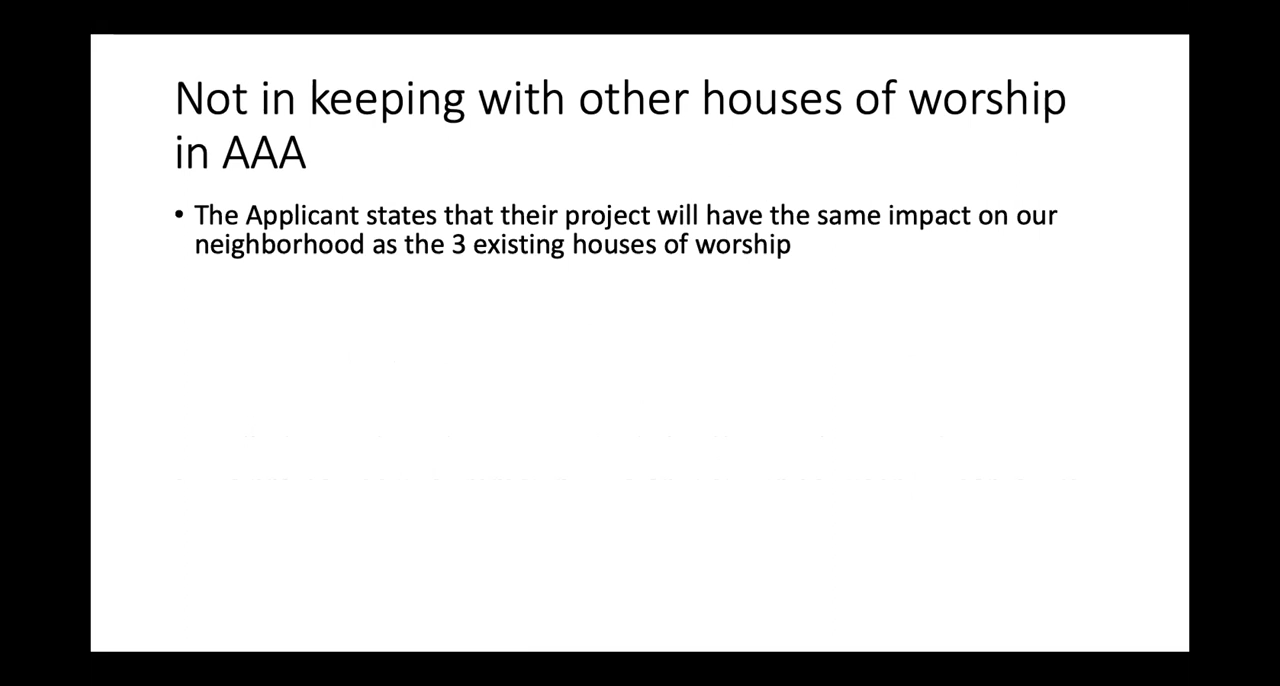 Not in keeping with other houses of worship
in AAA
• The Applicant states that their project will have the same impact on our
neighborhood as the 3 existing houses of worship